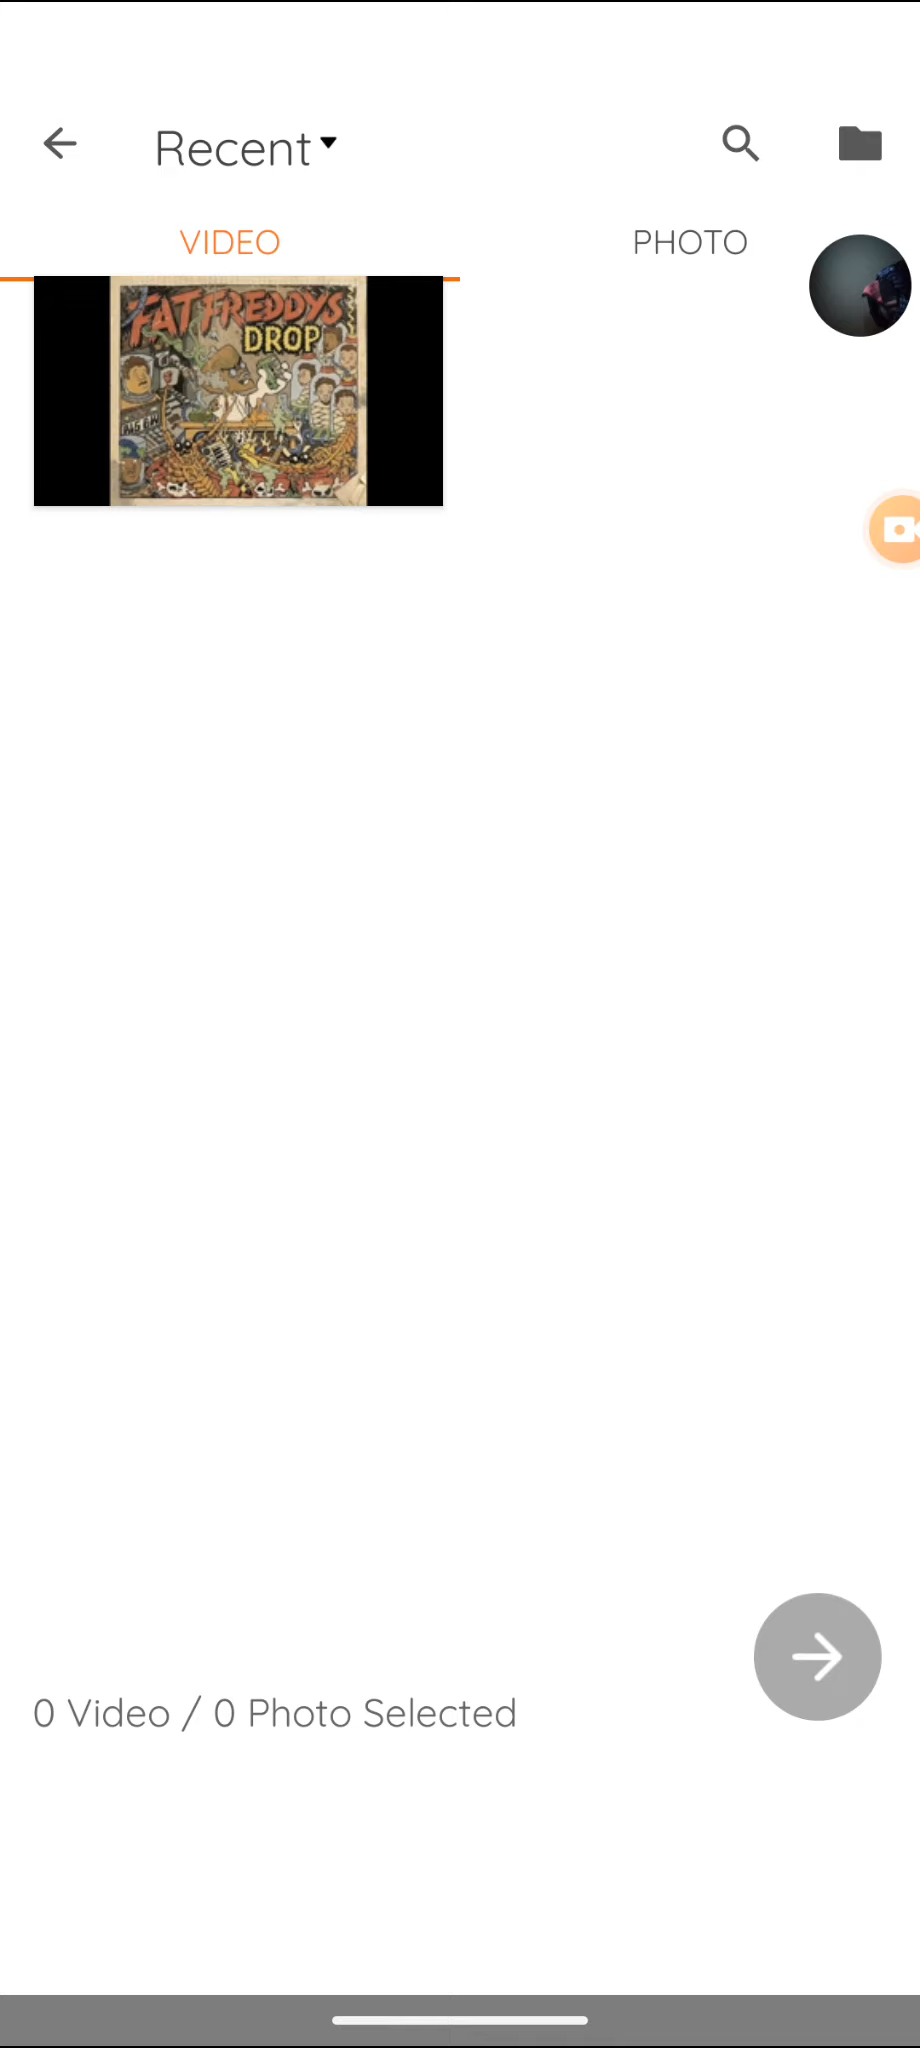 Recent
VIDEO
PHOTO
FAT FREDDYS
DROP
0 Video / 0 Photo Selected